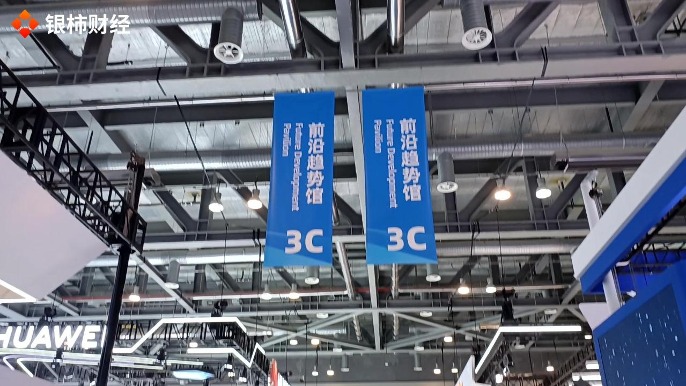 银柿财经
前沿趋势馆
Future Development
Pavilion
3C
前沿趋势馆
Future Development
Pavilion
3C
HUAWE